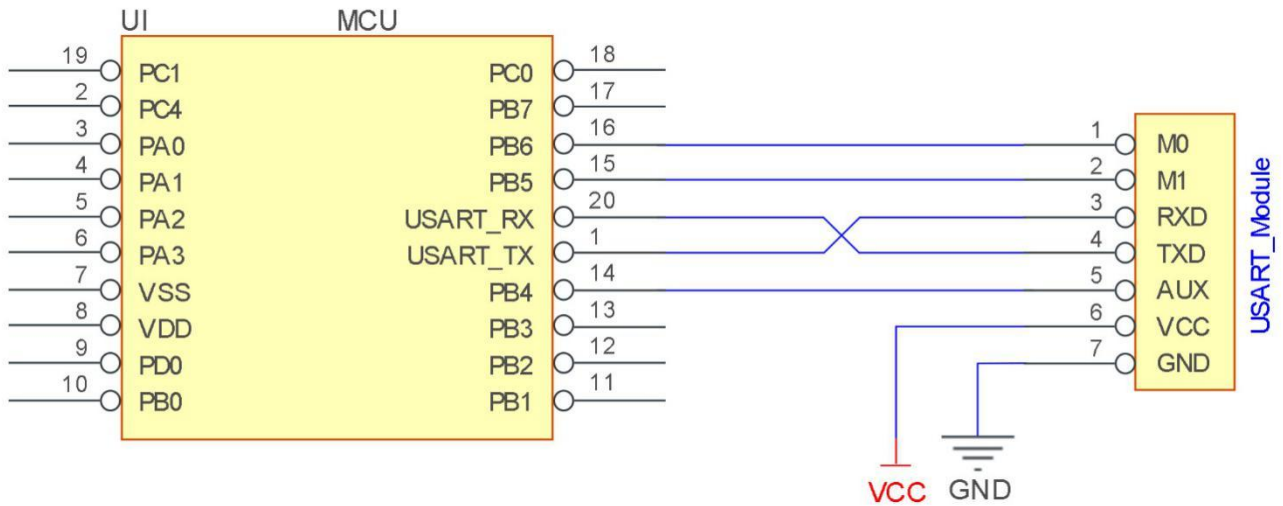 UI MCU
19 PC1 PC0 18
2 PC4 PB7 17
3 PA0 PB6 16 1 M0
4 PA1 PB5 15 2 M1
5 PA2 USART_RX 20 3 RXD
6 PA3 USART_TX 1 4 TXD
7 VSS PB4 14 5 AUX
8 VDD PB3 13 6 VCC
9 PD0 PB2 12 7 GND
10 PB0 PB1 11
USART_Module
VCC GND